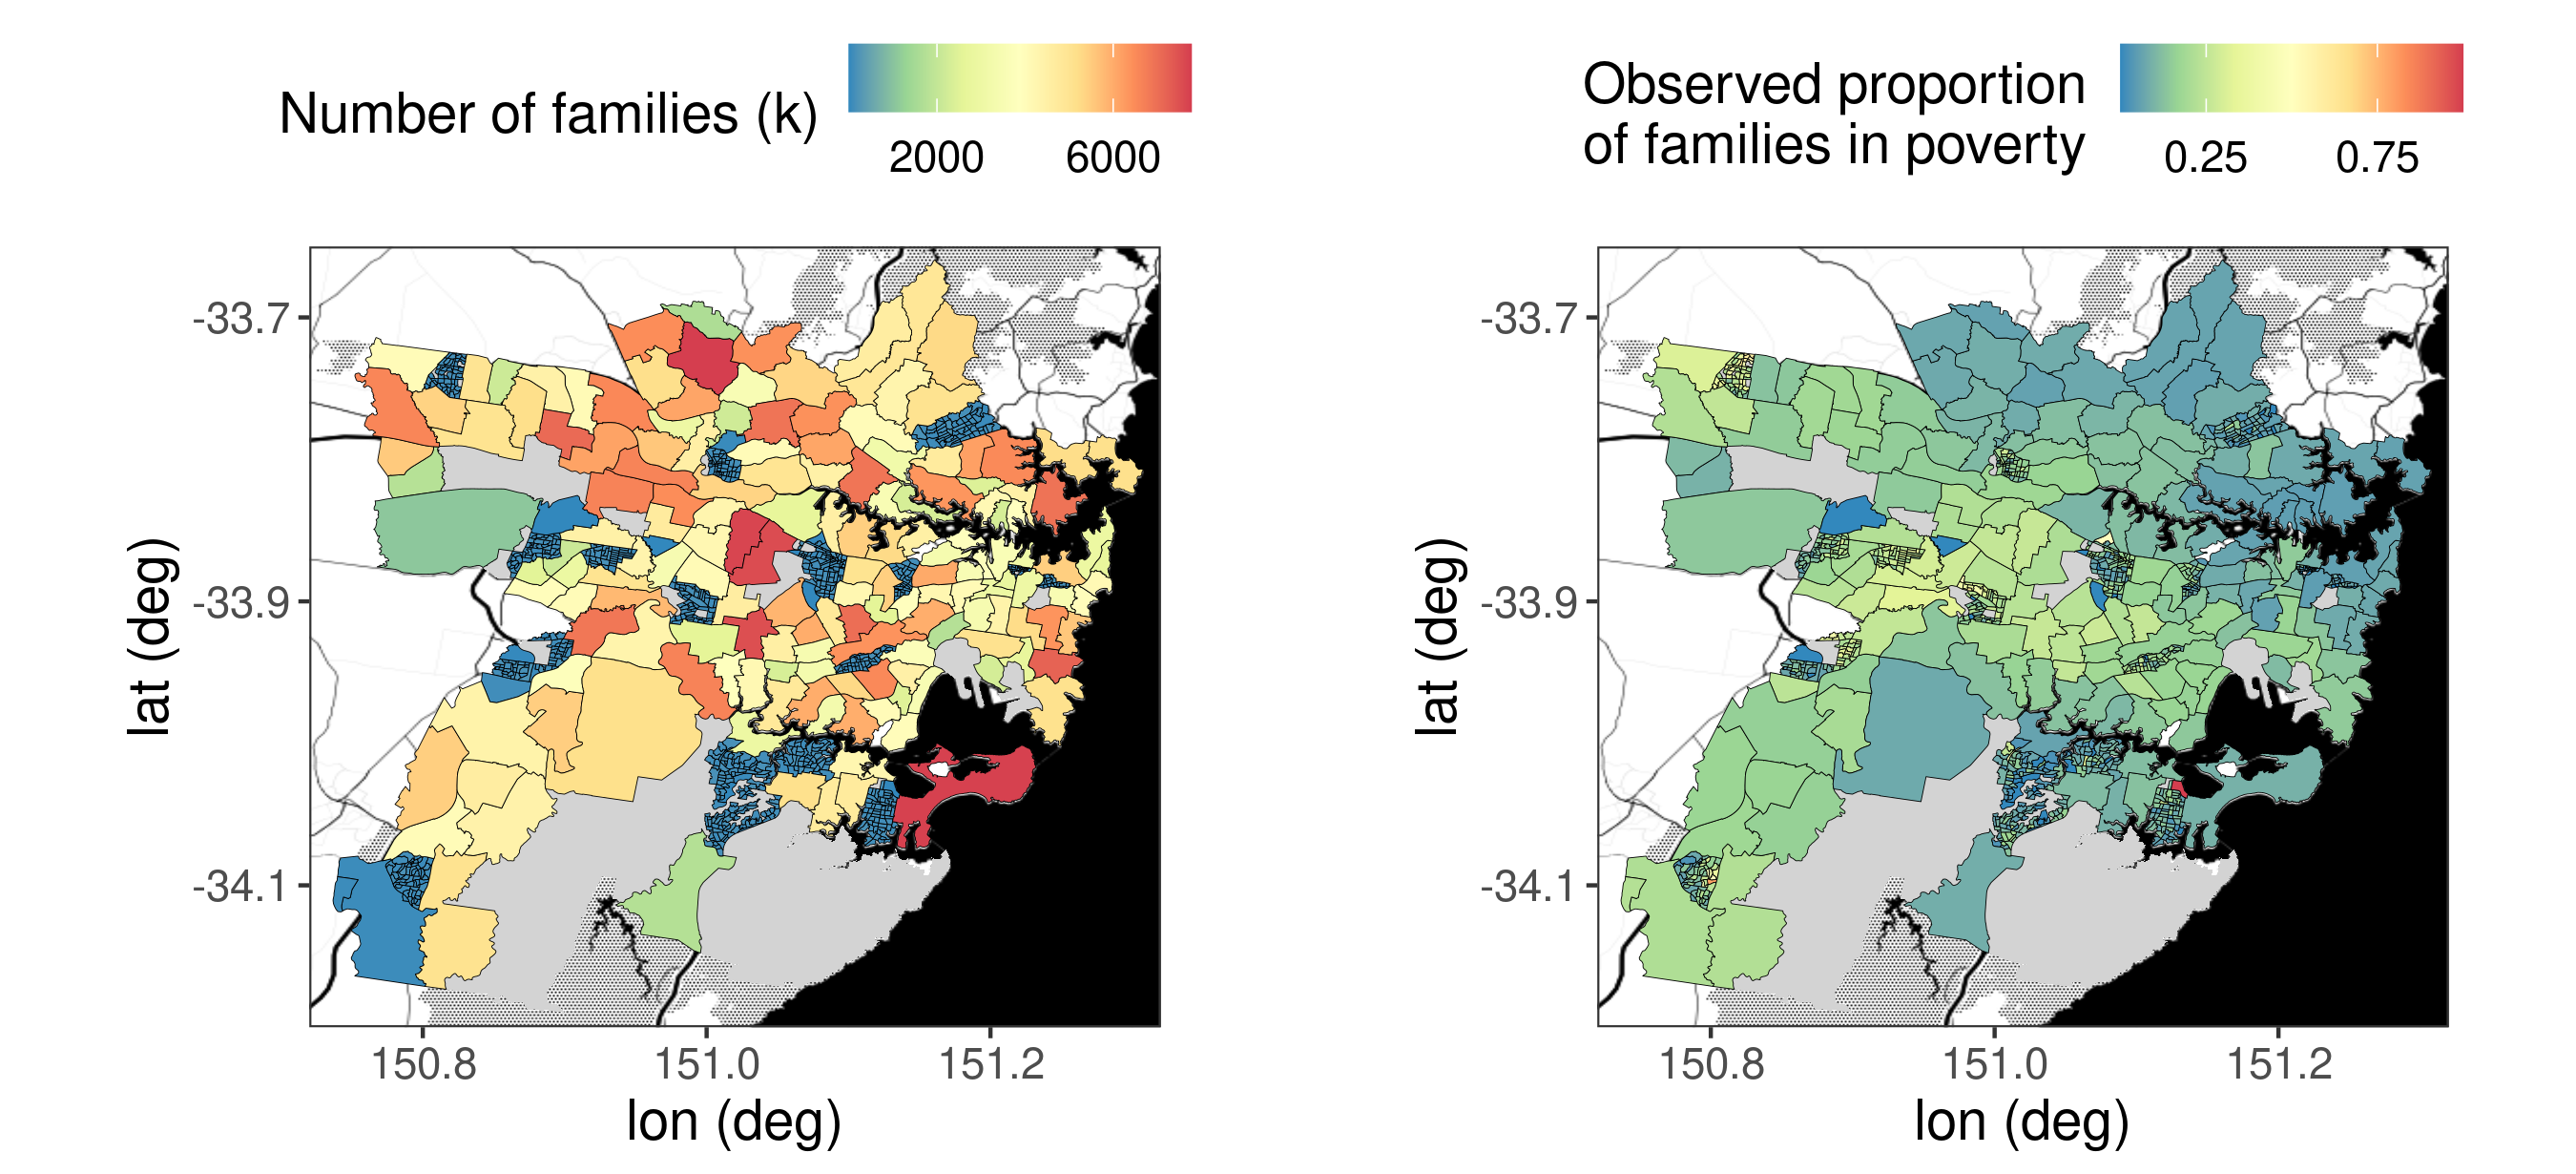 Number of families (k)
2000 6000
-33.7
-33.9
-34.1
lat (deg)
150.8 151.0 151.2
lon (deg)
Observed proportion
of families in poverty
0.25 0.75
-33.7
-33.9
-34.1
lat (deg)
150.8 151.0 151.2
lon (deg)